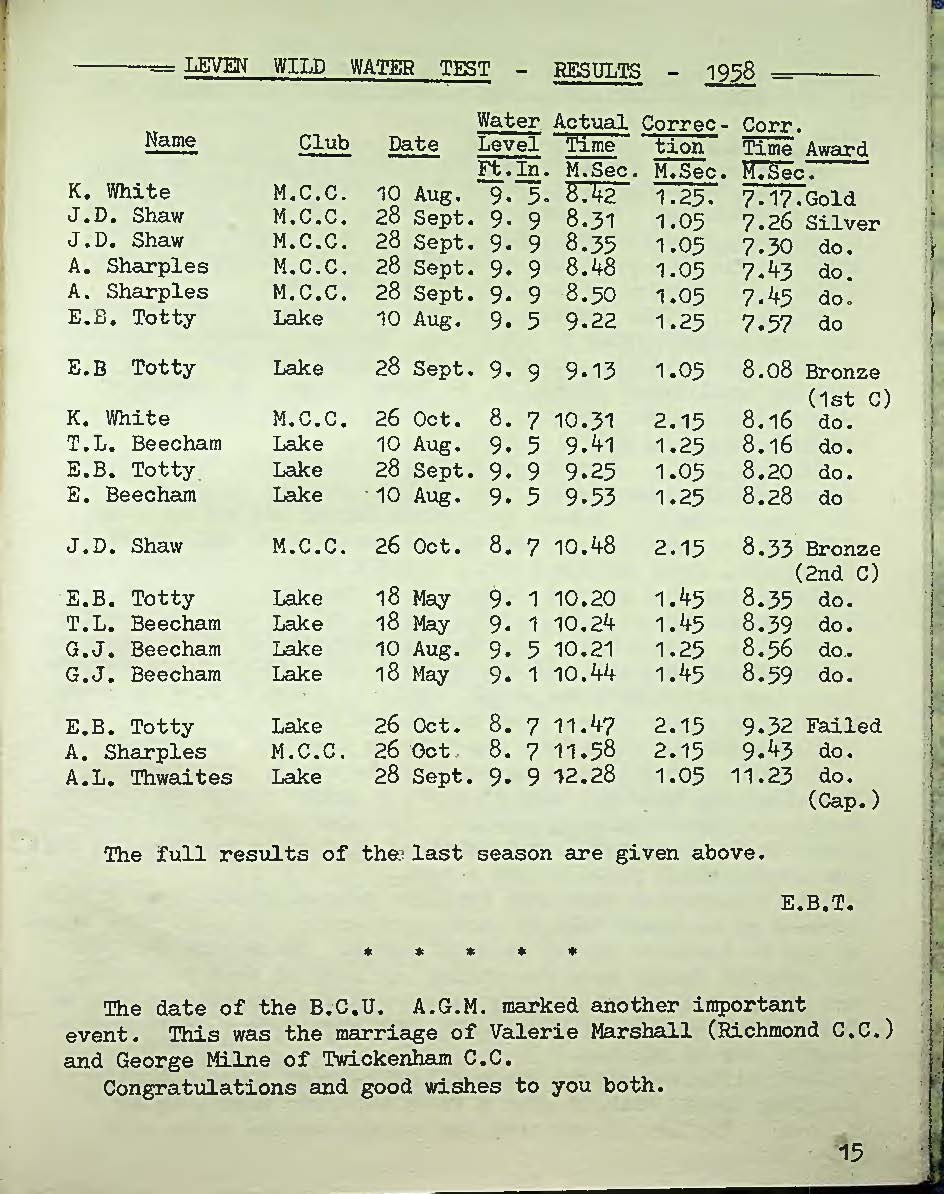 LEVEN WILD WATER TEST - RESULTS - 1958
Water Actual Correc- Corr.
Name Club Date Level Time tion Time Award
Ft.In. M.Sec. M.Sec. M.Sec.
K. White M.C.C. 10 Aug. 9. 5. 8.42 1.25. 7.17.Gold
J.D. Shaw M.C.C. 28 Sept. 9. 9 8.31 1.05 7.26 Silver
J.D. Shaw M.C.C. 28 Sept. 9. 9 8.35 1.05 7.30 do.
A. Sharples M.C.C. 28 Sept. 9. 9 8.48 1.05 7.43 do.
A. Sharples M.C.C. 28 Sept. 9. 9 8.50 1.05 7.45 do.
E.B. Totty Lake 10 Aug. 9. 5 9.22 1.25 7.57 do
E.B Totty Lake 28 Sept. 9. 9 9.13 1.05 8.08 Bronze
(1st C)
K. White M.C.C. 26 Oct. 8. 7 10.31 2.15 8.16 do.
T.L. Beecham Lake 10 Aug. 9. 5 9.41 1.25 8.16 do.
E.B. Totty Lake 28 Sept. 9. 9 9.25 1.05 8.20 do.
E. Beecham Lake 10 Aug. 9. 5 9.53 1.25 8.28 do
J.D. Shaw M.C.C. 26 Oct. 8. 7 10.48 2.15 8.33 Bronze
(2nd C)
E.B. Totty Lake 18 May 9. 1 10.20 1.45 8.35 do.
T.L. Beecham Lake 18 May 9. 1 10.24 1.45 8.39 do.
G.J. Beecham Lake 10 Aug. 9. 5 10.21 1.25 8.56 do.
G.J. Beecham Lake 18 May 9. 1 10.44 1.45 8.59 do.
E.B. Totty Lake 26 Oct. 8. 7 11.47 2.15 9.32 Failed
A. Sharples M.C.C. 26 Oct. 8. 7 11.58 2.15 9.43 do.
A.L. Thwaites Lake 28 Sept. 9. 9 12.28 1.05 11.23 do.
(Cap.)
The full results of the last season are given above.
E.B.T.
* * * * *
The date of the B.C.U. A.G.M. marked another important
event. This was the marriage of Valerie Marshall (Richmond C.C.)
and George Milne of Twickenham C.C.
Congratulations and good wishes to you both.
15